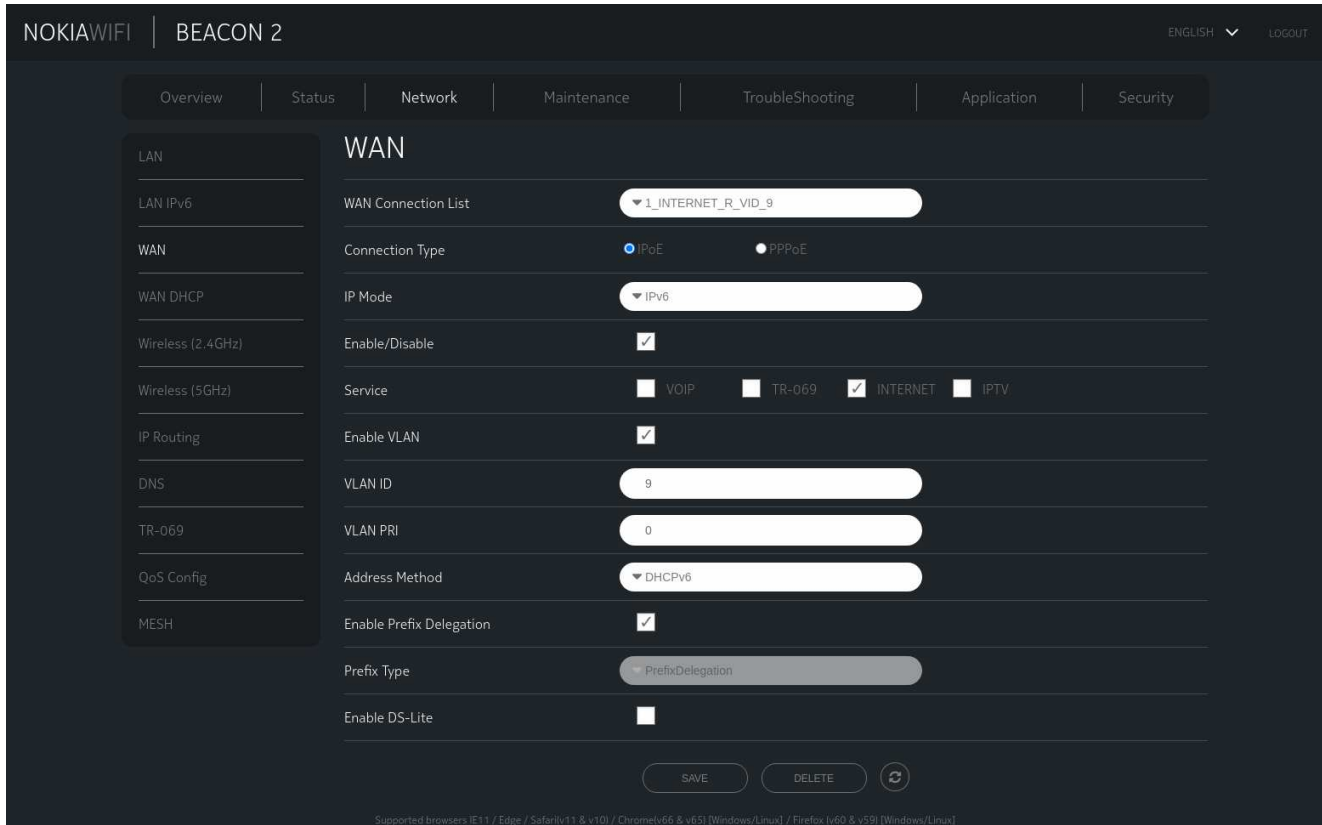 NOKIAWIFI BEACON 2 ENGLISH LOGOUT
Overview Status Network Maintenance TroubleShooting Application Security
LAN
LAN IPv6
WAN
WAN DHCP
Wireless (2.4GHz)
Wireless (5GHz)
IP Routing
DNS
TR-069
QoS Config
MESH
WAN
WAN Connection List 1_INTERNET_R_VID_9
Connection Type IPoE PPPoE
IP Mode IPv6
Enable/Disable
Service VOIP TR-069 INTERNET IPTV
Enable VLAN
VLAN ID 9
VLAN PRI 0
Address Method DHCPv6
Enable Prefix Delegation
Prefix Type PrefixDelegation
Enable DS-Lite
SAVE DELETE
Supported browsers IE11 / Edge / Safari(v11 & v10) / Chrome(v66 & v65) [Windows/Linux] / Firefox (v60 & v59) [Windows/Linux]